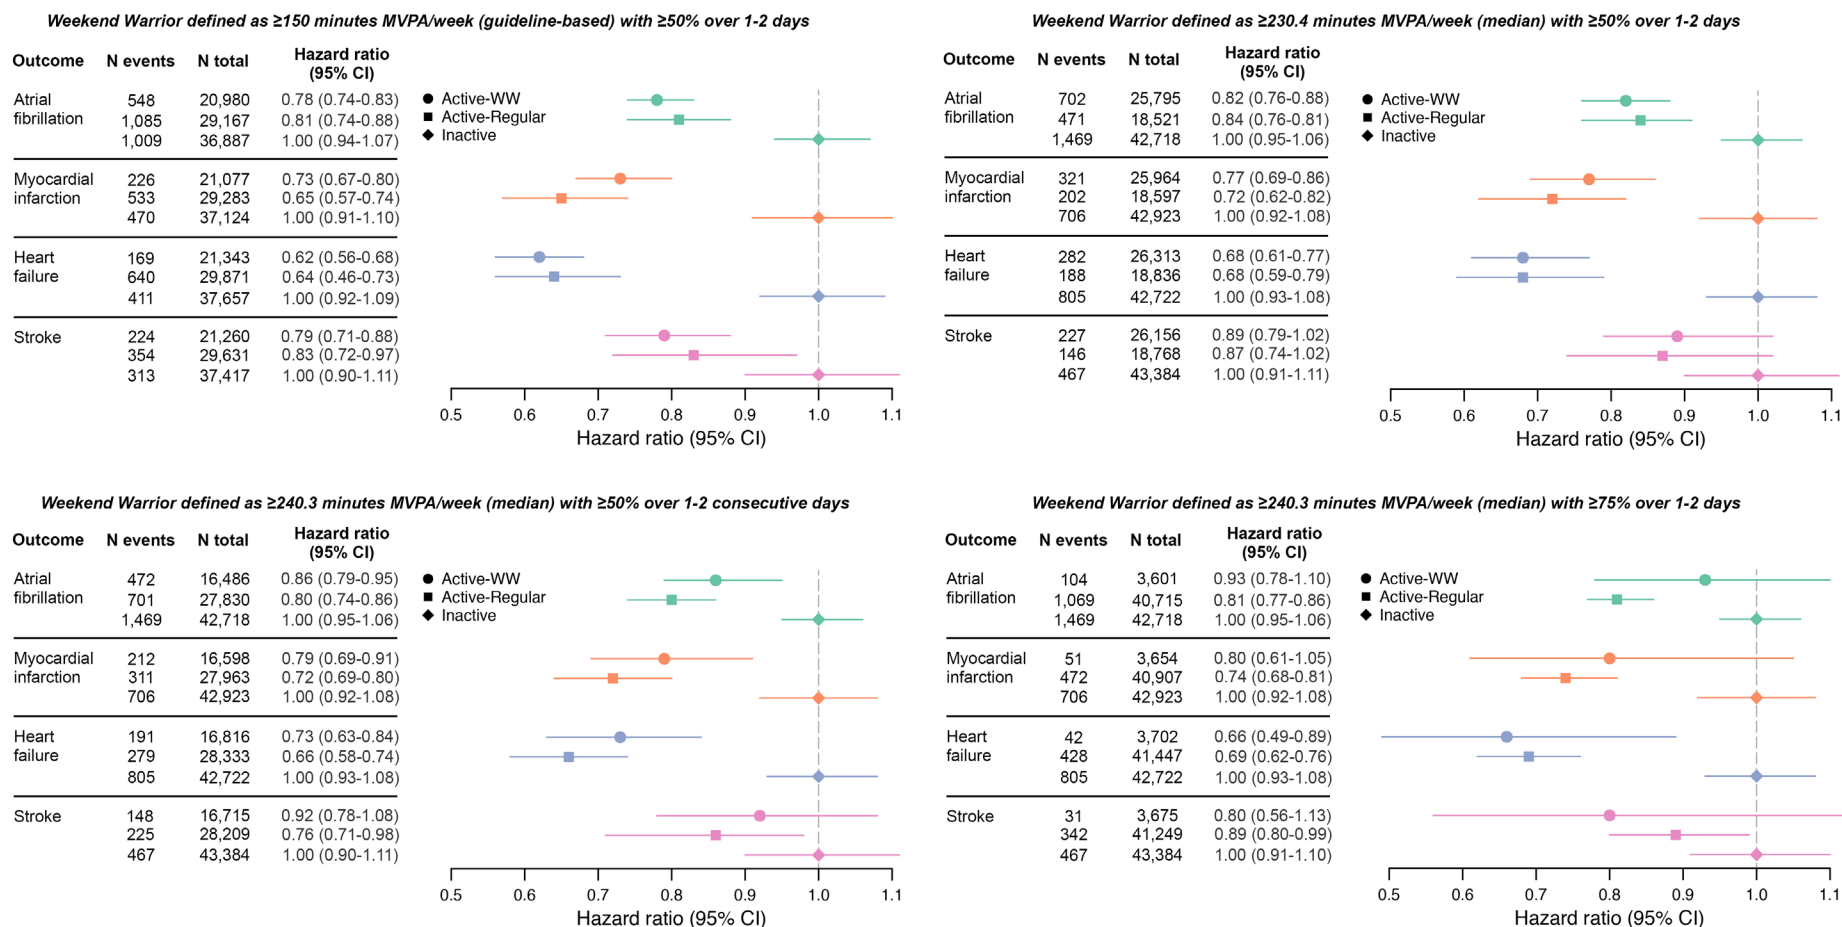 Weekend Warrior defined as ≥150 minutes MVPA/week (guideline-based) with ≥50% over 1-2 days
Outcome N events N total Hazard ratio
(95% CI)
Atrial 548 20,980 0.78 (0.74-0.83)
fibrillation 1,085 29,167 0.81 (0.74-0.88)
1,009 36,887 1.00 (0.94-1.07)
Active-WW
Active-Regular
Inactive
Myocardial 226 21,077 0.73 (0.67-0.80)
infarction 533 29,283 0.65 (0.57-0.74)
470 37,124 1.00 (0.91-1.10)
Heart 169 21,343 0.62 (0.56-0.68)
failure 640 29,871 0.64 (0.46-0.73)
411 37,657 1.00 (0.92-1.09)
Stroke 224 21,260 0.79 (0.71-0.88)
354 29,631 0.83 (0.72-0.97)
313 37,417 1.00 (0.90-1.11)
0.5 0.6 0.7 0.8 0.9 1.0 1.1
Hazard ratio (95% CI)
Weekend Warrior defined as ≥230.4 minutes MVPA/week (median) with ≥50% over 1-2 days
Outcome N events N total Hazard ratio
(95% CI)
Atrial 702 25,795 0.82 (0.76-0.88)
fibrillation 471 18,521 0.84 (0.76-0.81)
1,469 42,718 1.00 (0.95-1.06)
Active-WW
Active-Regular
Inactive
Myocardial 321 25,964 0.77 (0.69-0.86)
infarction 202 18,597 0.72 (0.62-0.82)
706 42,923 1.00 (0.92-1.08)
Heart 282 26,313 0.68 (0.61-0.77)
failure 188 18,836 0.68 (0.59-0.79)
805 42,722 1.00 (0.93-1.08)
Stroke 227 26,156 0.89 (0.79-1.02)
146 18,768 0.87 (0.74-1.02)
467 43,384 1.00 (0.91-1.11)
0.5 0.6 0.7 0.8 0.9 1.0 1.1
Hazard ratio (95% CI)
Weekend Warrior defined as ≥240.3 minutes MVPA/week (median) with ≥50% over 1-2 consecutive days
Outcome N events N total Hazard ratio
(95% CI)
Atrial 472 16,486 0.86 (0.79-0.95)
fibrillation 701 27,830 0.80 (0.74-0.86)
1,469 42,718 1.00 (0.95-1.06)
Active-WW
Active-Regular
Inactive
Myocardial 212 16,598 0.79 (0.69-0.91)
infarction 311 27,963 0.72 (0.69-0.80)
706 42,923 1.00 (0.92-1.08)
Heart 191 16,816 0.73 (0.63-0.84)
failure 279 28,333 0.66 (0.58-0.74)
805 42,722 1.00 (0.93-1.08)
Stroke 148 16,715 0.92 (0.78-1.08)
225 28,209 0.76 (0.71-0.98)
467 43,384 1.00 (0.90-1.11)
0.5 0.6 0.7 0.8 0.9 1.0 1.1
Hazard ratio (95% CI)
Weekend Warrior defined as ≥240.3 minutes MVPA/week (median) with ≥75% over 1-2 days
Outcome N events N total Hazard ratio
(95% CI)
Atrial 104 3,601 0.93 (0.78-1.10)
fibrillation 1,069 40,715 0.81 (0.77-0.86)
1,469 42,718 1.00 (0.95-1.06)
Active-WW
Active-Regular
Inactive
Myocardial 51 3,654 0.80 (0.61-1.05)
infarction 472 40,907 0.74 (0.68-0.81)
706 42,923 1.00 (0.92-1.08)
Heart 42 3,702 0.66 (0.49-0.89)
failure 428 41,447 0.69 (0.62-0.76)
805 42,722 1.00 (0.93-1.08)
Stroke 31 3,675 0.80 (0.56-1.13)
342 41,249 0.89 (0.80-0.99)
467 43,384 1.00 (0.91-1.10)
0.5 0.6 0.7 0.8 0.9 1.0 1.1
Hazard ratio (95% CI)